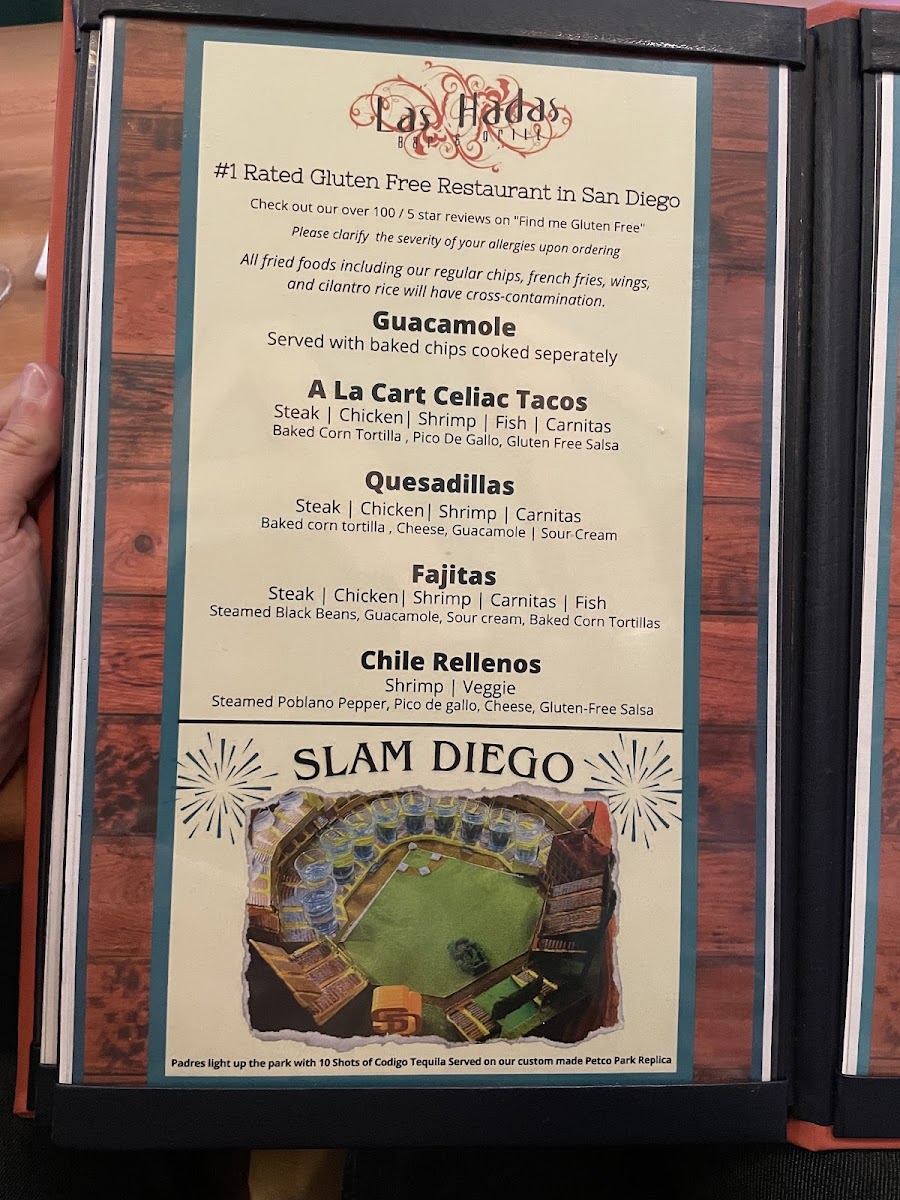 Las Hadas
Bar & Grill
#1 Rated Gluten Free Restaurant in San Diego
Check out our over 100 / 5 star reviews on "Find me Gluten Free"
Please clarify the severity of your allergies upon ordering
All fried foods including our regular chips, french fries, wings,
and cilantro rice will have cross-contamination.
Guacamole
Served with baked chips cooked seperately
A La Cart Celiac Tacos
Steak | Chicken| Shrimp | Fish | Carnitas
Baked Corn Tortilla , Pico De Gallo, Gluten Free Salsa
Quesadillas
Steak | Chicken| Shrimp | Carnitas
Baked corn tortilla , Cheese, Guacamole | Sour Cream
Fajitas
Steak | Chicken| Shrimp | Carnitas | Fish
Steamed Black Beans, Guacamole, Sour cream, Baked Corn Tortillas
Chile Rellenos
Shrimp | Veggie
Steamed Poblano Pepper, Pico de gallo, Cheese, Gluten-Free Salsa
SLAM DIEGO
SD
Padres light up the park with 10 Shots of Codigo Tequila Served on our custom made Petco Park Replica